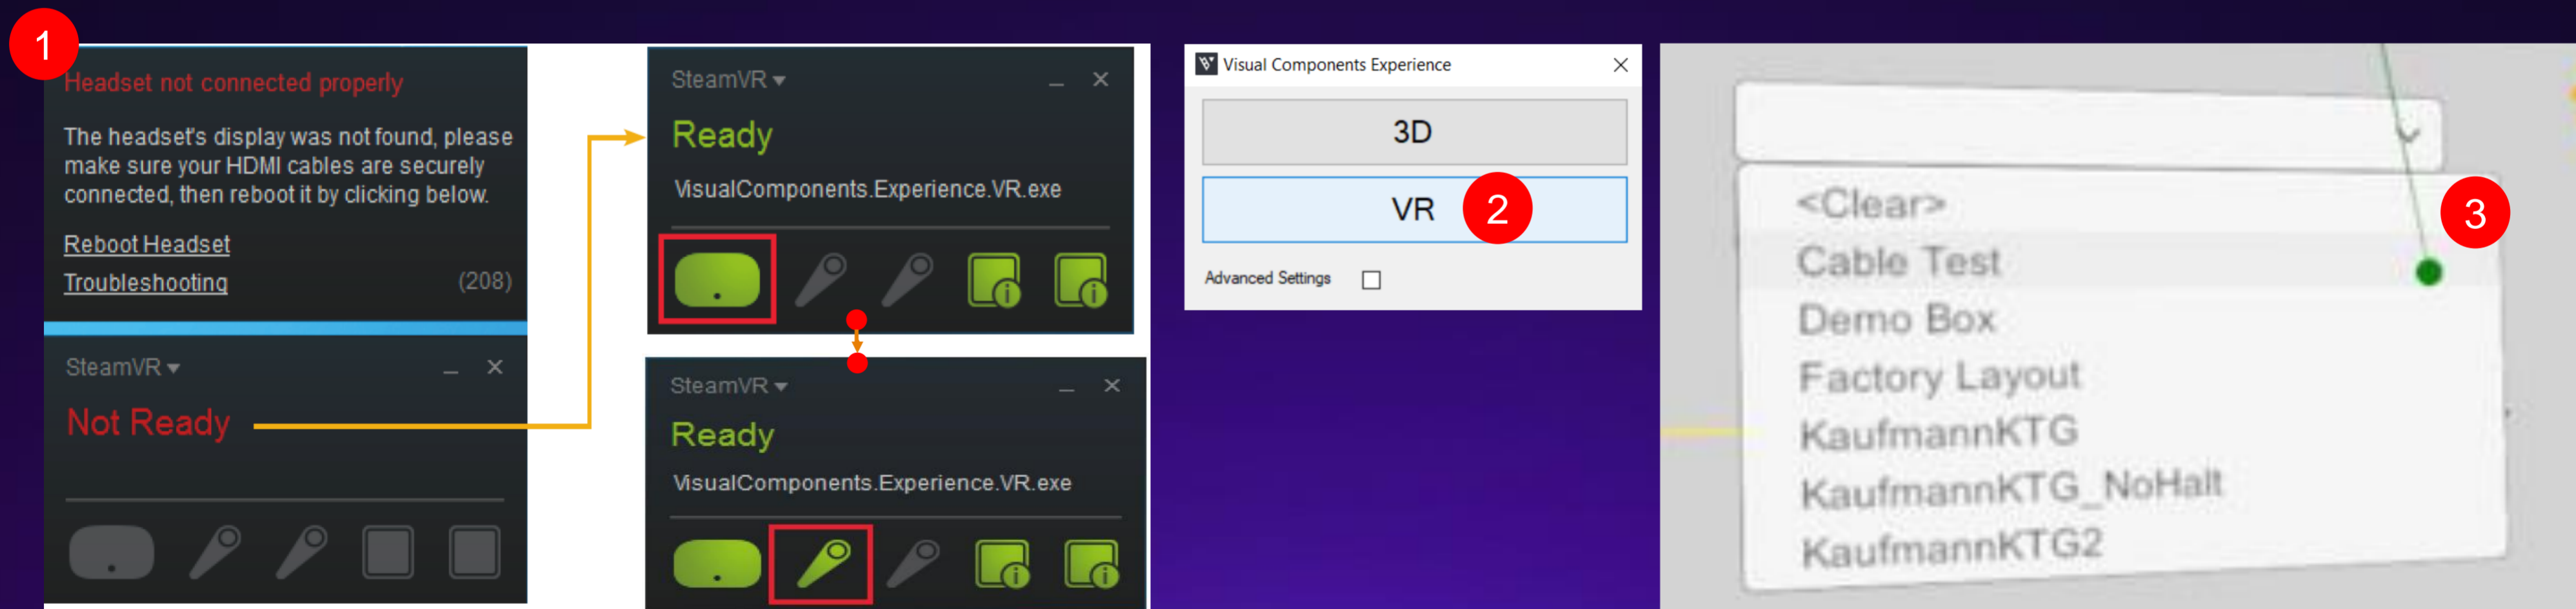 1
Headset not connected properly
The headset's display was not found, please
make sure your HDMI cables are securely
connected, then reboot it by clicking below.
Reboot Headset
Troubleshooting (208)
SteamVR
Not Ready
SteamVR
Ready
VisualComponents.Experience.VR.exe
SteamVR
Ready
VisualComponents.Experience.VR.exe
Visual Components Experience
3D
VR 2
Advanced Settings
3
<Clear>
Cable Test
Demo Box
Factory Layout
KaufmannKTG
KaufmannKTG_NoHalt
KaufmannKTG2